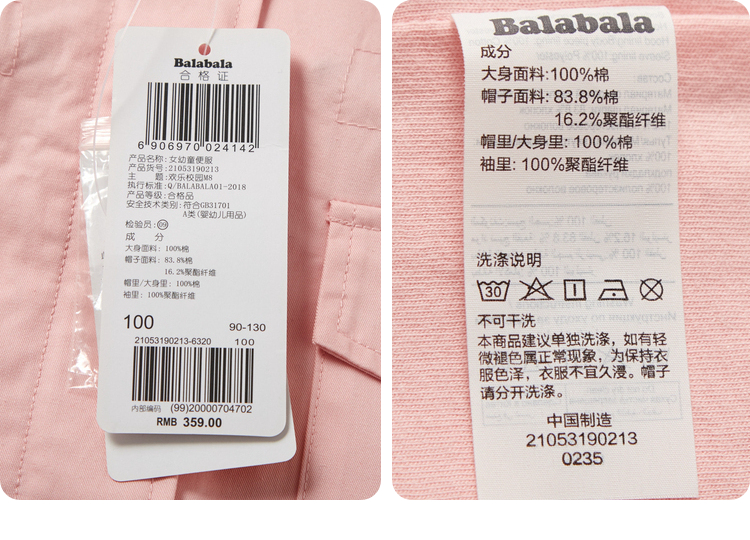 Balabala
合格证
6 906970 024142
产品名称:女幼童便服
产品货号:21053190213
主 题:欢乐校园M8
执行标准:Q/BALABALA01-2018
产品等级:合格品
安全技术类别:符合GB31701
A类(婴幼儿用品)
检验员:09
成 分
大身面料:100%棉
帽子面料:83.8%棉
16.2%聚酯纤维
帽里/大身里:100%棉
袖里:100%聚酯纤维
100 90-130
21053190213-6320 100
内部编码 (99)20000704702
RMB 359.00
Balabala
成分
大身面料:100%棉
帽子面料:83.8%棉
16.2%聚酯纤维
帽里/大身里:100%棉
袖里:100%聚酯纤维
洗涤说明
30
不可干洗
本商品建议单独洗涤,如有轻
微褪色属正常现象,为保持衣
服色泽,衣服不宜久浸。帽子
请分开洗涤。
中国制造
21053190213
0235